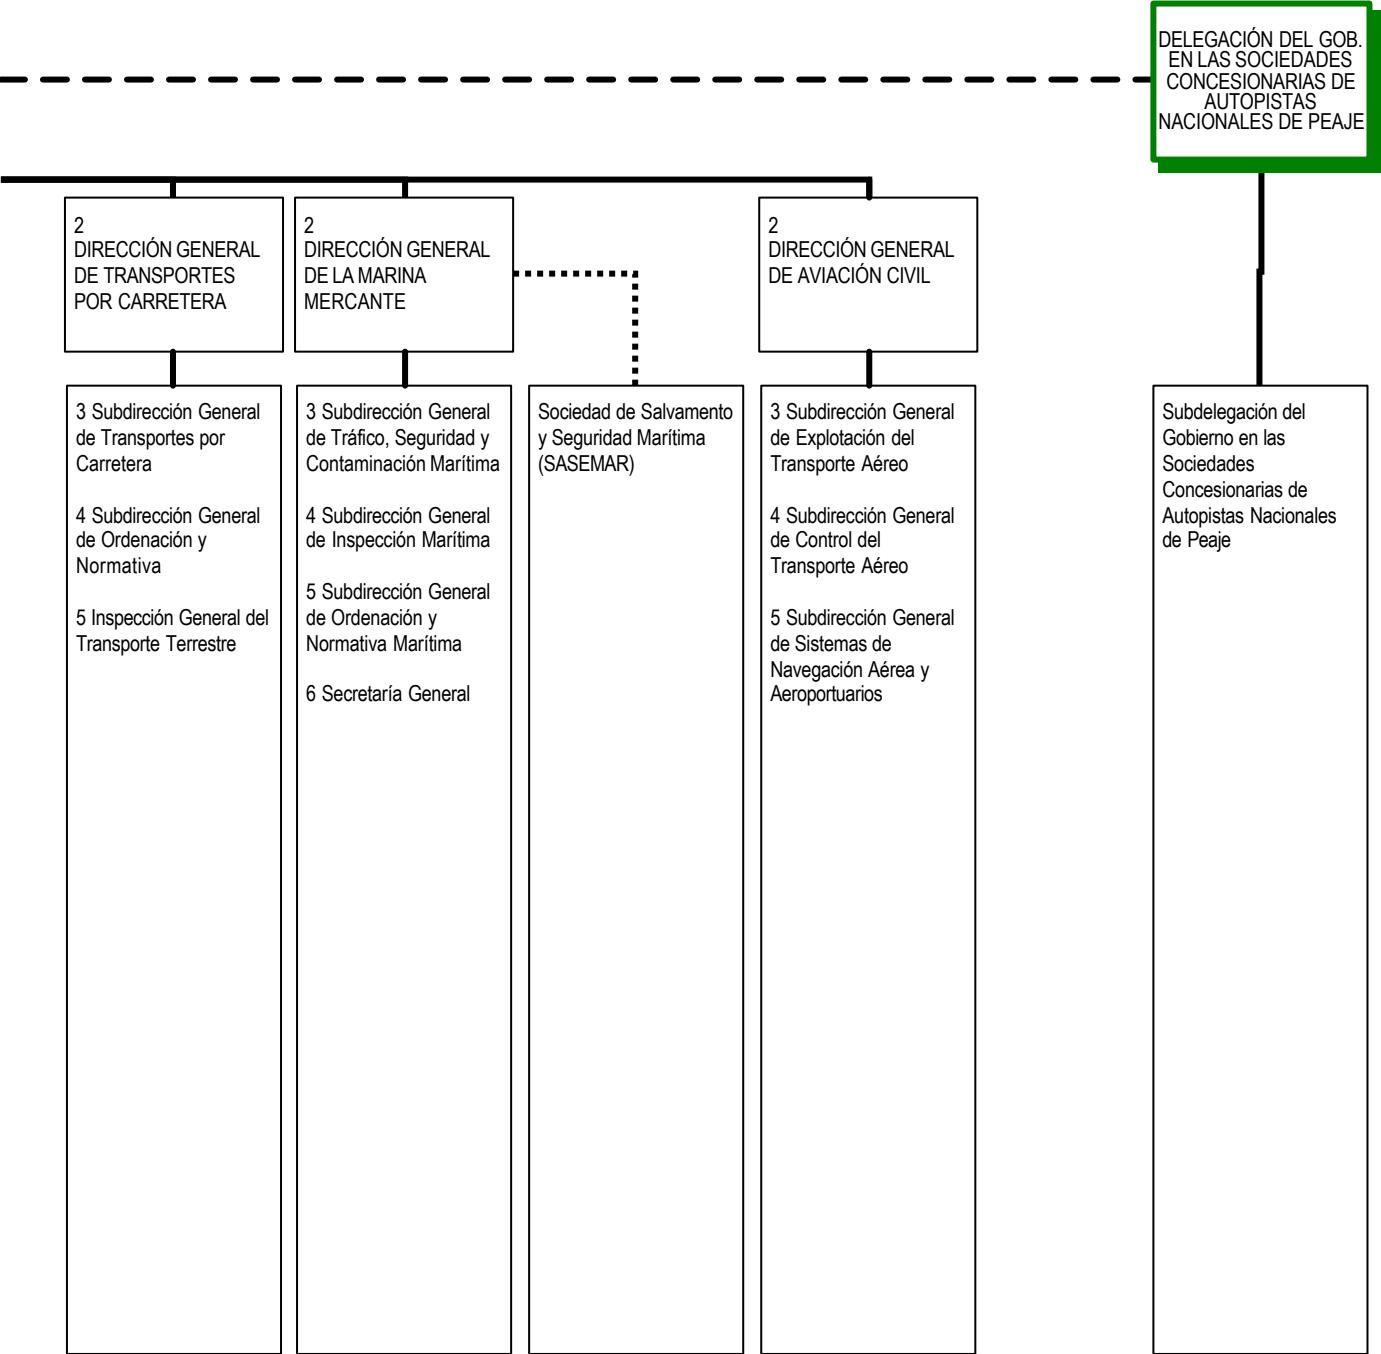 DELEGACIÓN DEL GOB.
EN LAS SOCIEDADES
CONCESIONARIAS DE
AUTOPISTAS
NACIONALES DE PEAJE
2
DIRECCIÓN GENERAL
DE TRANSPORTES
POR CARRETERA
2
DIRECCIÓN GENERAL
DE LA MARINA
MERCANTE
2
DIRECCIÓN GENERAL
DE AVIACIÓN CIVIL
3 Subdirección General
de Transportes por
Carretera
4 Subdirección General
de Ordenación y
Normativa
5 Inspección General del
Transporte Terrestre
3 Subdirección General
de Tráfico, Seguridad y
Contaminación Marítima
4 Subdirección General
de Inspección Marítima
5 Subdirección General
de Ordenación y
Normativa Marítima
6 Secretaría General
Sociedad de Salvamento
y Seguridad Marítima
(SASEMAR)
3 Subdirección General
de Explotación del
Transporte Aéreo
4 Subdirección General
de Control del
Transporte Aéreo
5 Subdirección General
de Sistemas de
Navegación Aérea y
Aeroportuarios
Subdelegación del
Gobierno en las
Sociedades
Concesionarias de
Autopistas Nacionales
de Peaje